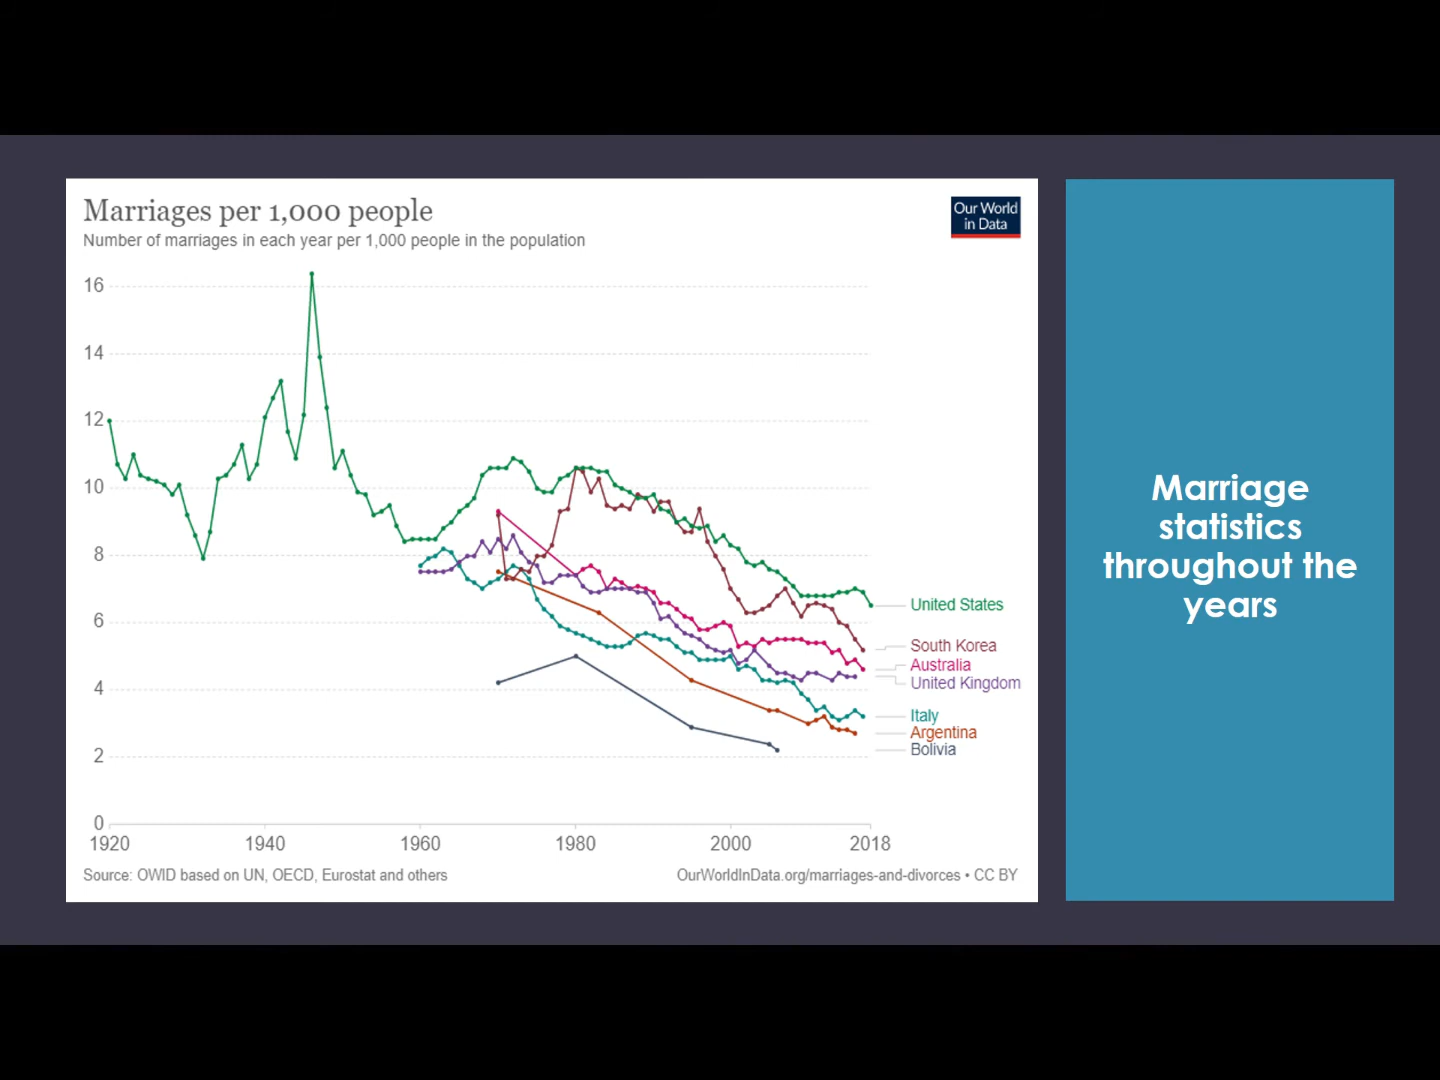 Marriages per 1,000 people
Number of marriages in each year per 1,000 people in the population
Our World
in Data
16
14
12
10
8
6
4
2
0
1920 1940 1960 1980 2000 2018
United States
South Korea
Australia
United Kingdom
Italy
Argentina
Bolivia
Source: OWID based on UN, OECD, Eurostat and others
OurWorldInData.org/marriages-and-divorces • CC BY
Marriage
statistics
throughout the
years